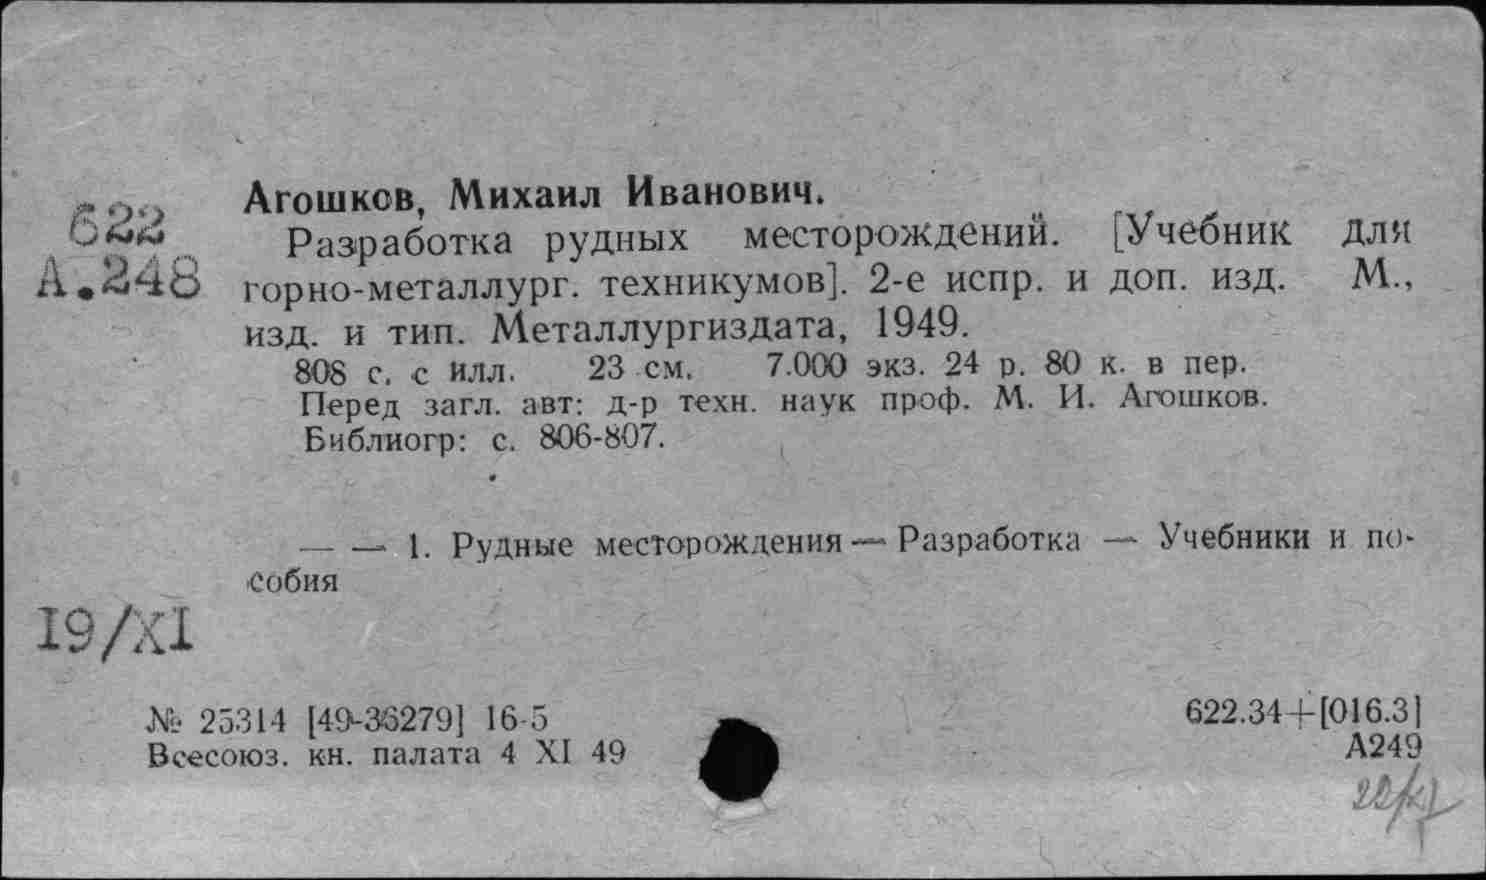 Агошков, Михаил Иванович.
622
Разработка рудных месторождений. [Учебник для
А.248
горно-металлург. техникумов]. 2-е испр. и доп. изд. М.,
изд. и тип. Металлургиздата, 1949.
808 с. с илл. 23 см. 7.000 экз. 24 р. 80 к. в пер.
Перед загл. авт: д-р техн. наук проф. М. И. Агошков.
Библиогр: с. 806-807.
— — 1. Рудные месторождения — Разработка — Учебники и по-
собия
19/XI
№ 25314 [49-36279] 16-5
622.34+[016.3]
Всесоюз. кн. палата 4 XI 49
А249